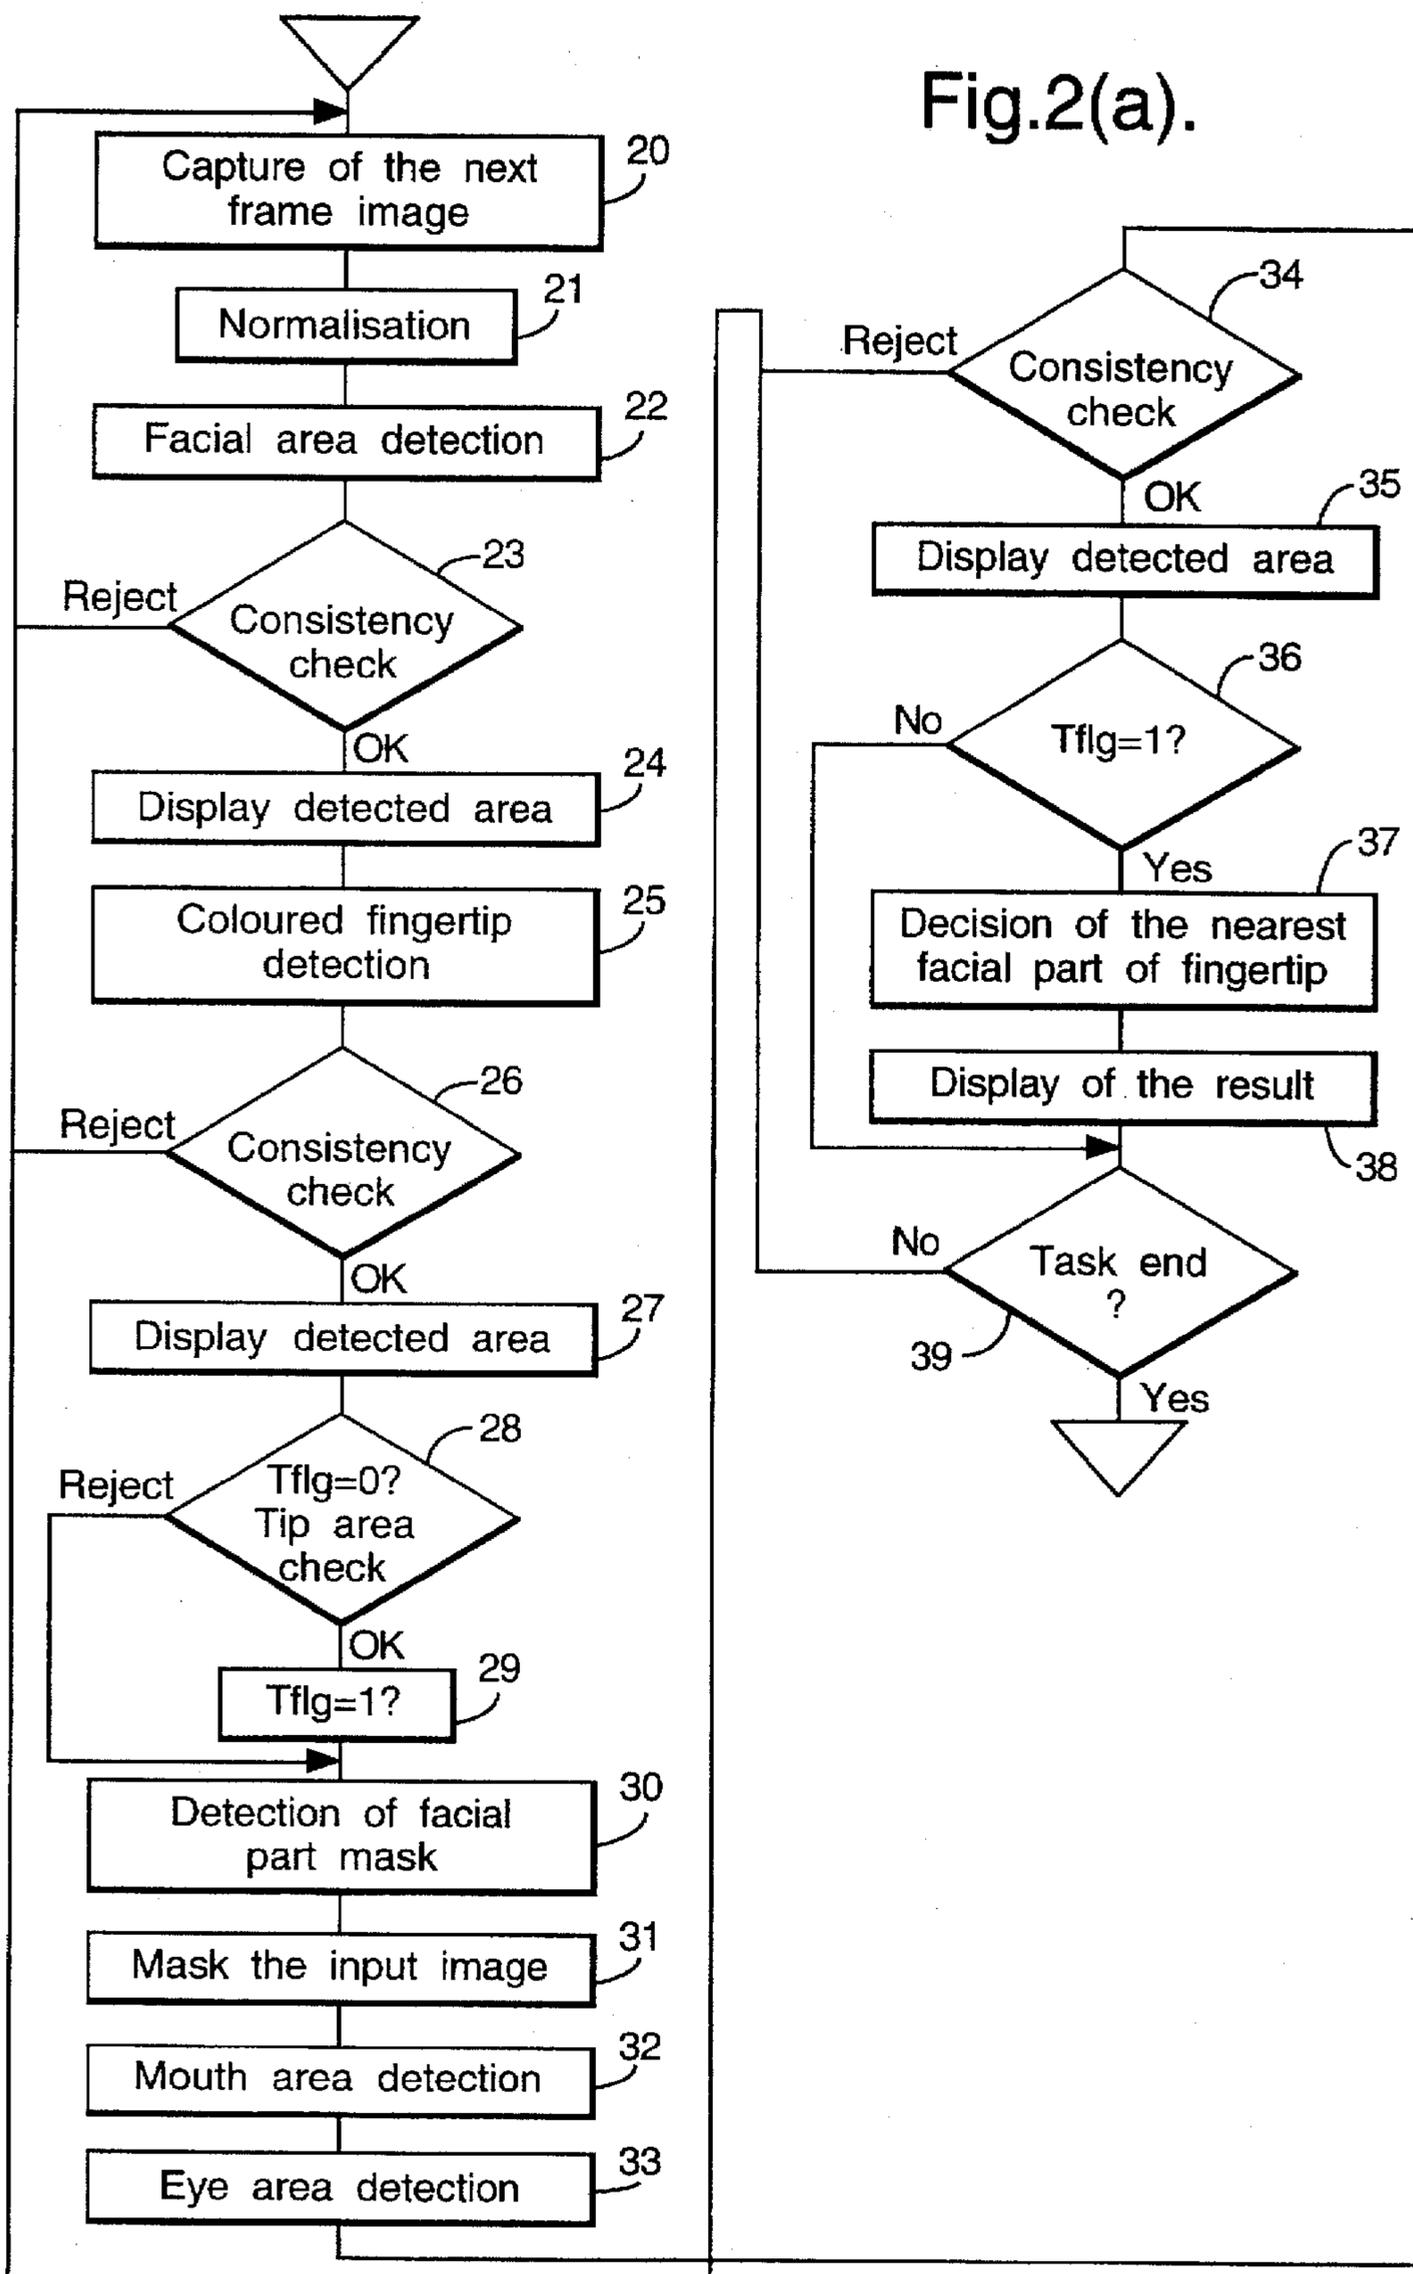 Fig.2(a).
Capture of the next
frame image
20
Normalisation
21
Facial area detection
22
23
Reject
Consistency
check
OK
Display detected area
24
Coloured fingertip
detection
25
26
Reject
Consistency
check
OK
Display detected area
27
28
Reject
Tflg=0?
Tip area
check
OK
Tflg=1?
29
Detection of facial
part mask
30
Mask the input image
31
Mouth area detection
32
Eye area detection
33
34
Reject
Consistency
check
OK
35
Display detected area
36
No
Tflg=1?
Yes
37
Decision of the nearest
facial part of fingertip
Display of the result
38
No
Task end
?
39
Yes